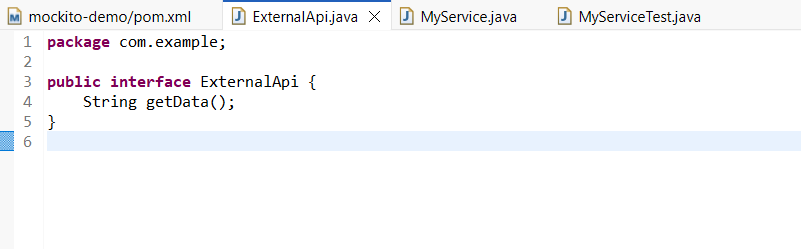 mockito-demo/pom.xml ExternalApi.java MyService.java MyServiceTest.java
1 package com.example;
2
3 public interface ExternalApi {
4     String getData();
5 }
6